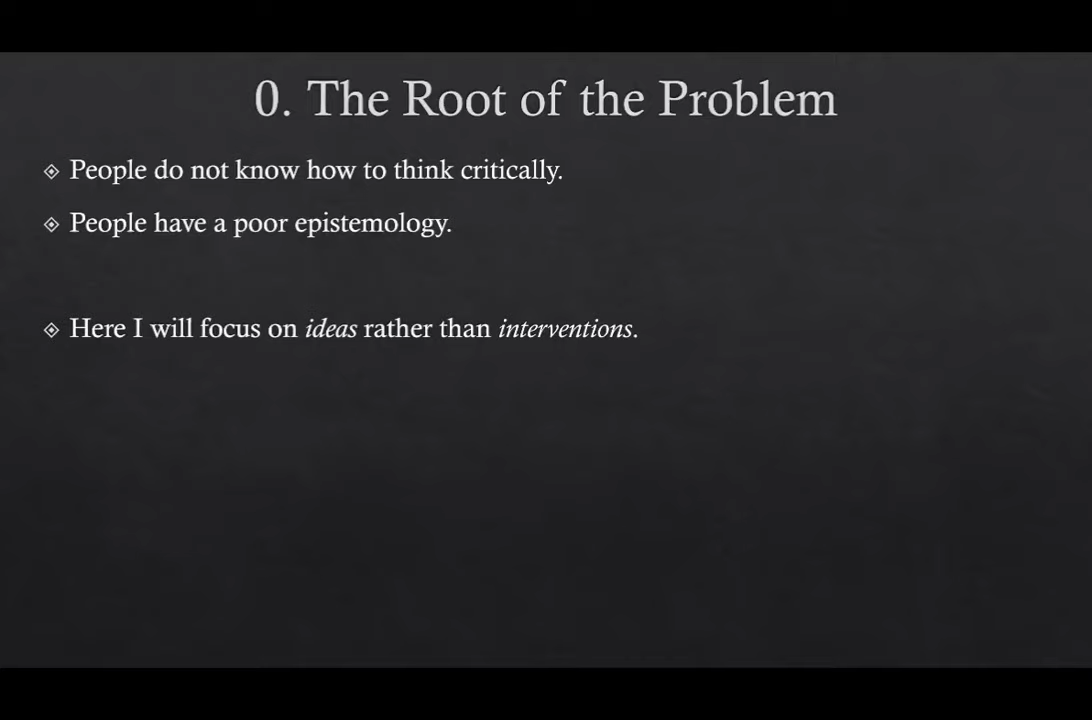 0. The Root of the Problem
People do not know how to think critically.
People have a poor epistemology.
Here I will focus on ideas rather than interventions.